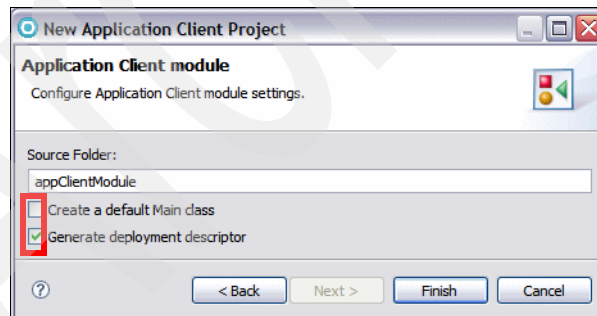 New Application Client Project
Application Client module
Configure Application Client module settings.
Source Folder:
appClientModule
Create a default Main class
Generate deployment descriptor
? < Back Next > Finish Cancel